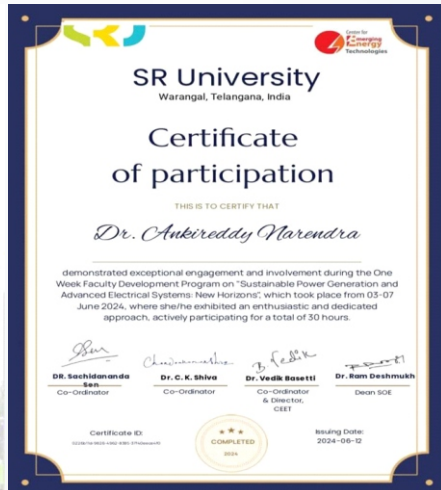 Center for
Emerging
Energy
Technologies
SR University
Warangal, Telangana, India
Certificate
of participation
THIS IS TO CERTIFY THAT
Dr. Ankireddy Narendra
demonstrated exceptional engagement and involvement during the One
Week Faculty Development Program on "Sustainable Power Generation and
Advanced Electrical Systems: New Horizons", which took place from 03-07
June 2024, where she/he exhibited an enthusiastic and dedicated
approach, actively participating for a total of 30 hours.
DR. Sachidananda
Sen
Co-Ordinator
Dr. C. K. Shiva
Co-Ordinator
B. Vedik
Dr. Vedik Basetti
Co-Ordinator
& Director,
CEET
Dr. Ram Deshmukh
Dean SOE
Certificate ID:
COMPLETED
2024
Issuing Date:
2024-06-12